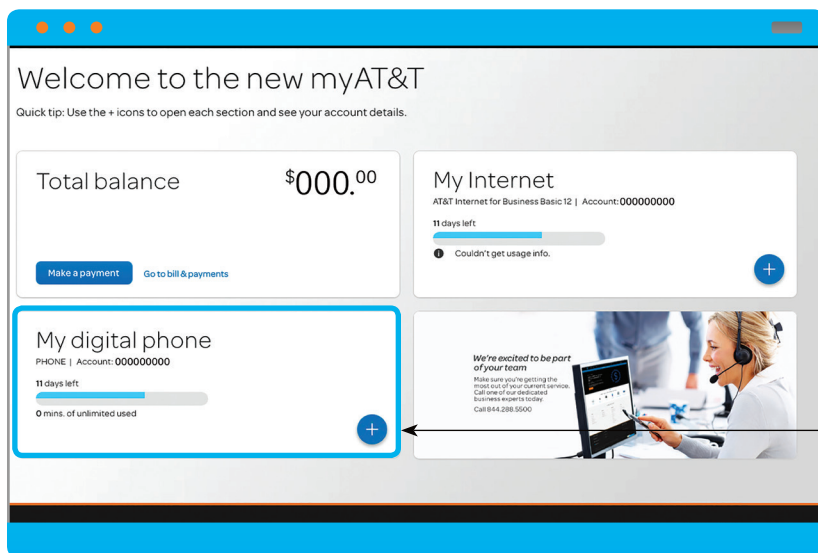 Welcome to the new myAT&T
Quick tip: Use the + icons to open each section and see your account details.
Total balance
$000.00
Make a payment
Go to bill & payments
My Internet
AT&T Internet for Business Basic 12 | Account: 000000000
11 days left
Couldn't get usage info.
My digital phone
PHONE | Account: 000000000
11 days left
0 mins. of unlimited used
We're excited to be part
of your team
Make sure you're getting the
most out of your current service.
Call one of our dedicated
business experts today.
Call 844.288.5500